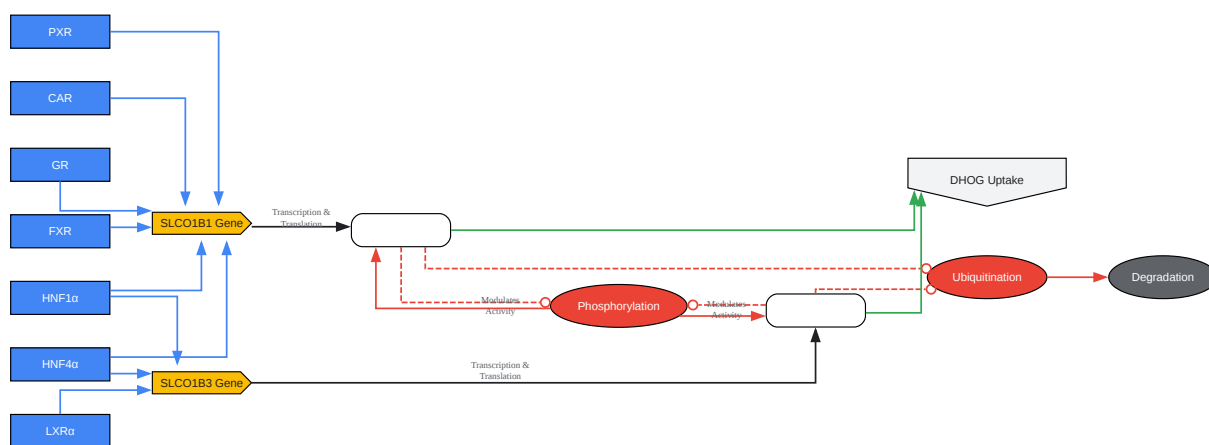 PXR
CAR
GR
FXR
HNF1α
HNF4α
LXRα
SLCO1B1 Gene
SLCO1B3 Gene
Transcription &
Translation
Modulates
Activity
Phosphorylation
Modulates
Activity
Transcription &
Translation
DHOG Uptake
Ubiquitination
Degradation